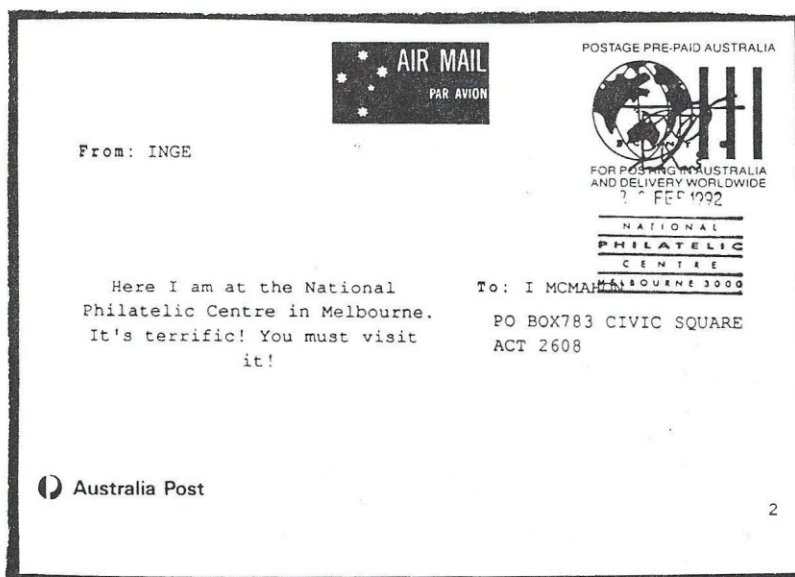 AIR MAIL
PAR AVION
POSTAGE PRE-PAID AUSTRALIA
FOR POSTING IN AUSTRALIA
AND DELIVERY WORLDWIDE
FEB 1992
NATIONAL
PHILATELIC
CENTRE
MELBOURNE 3000
From: INGE
Here I am at the National
Philatelic Centre in Melbourne.
It's terrific! You must visit
it!
To: I MCMAHON
PO BOX783 CIVIC SQUARE
ACT 2608
Australia Post
2